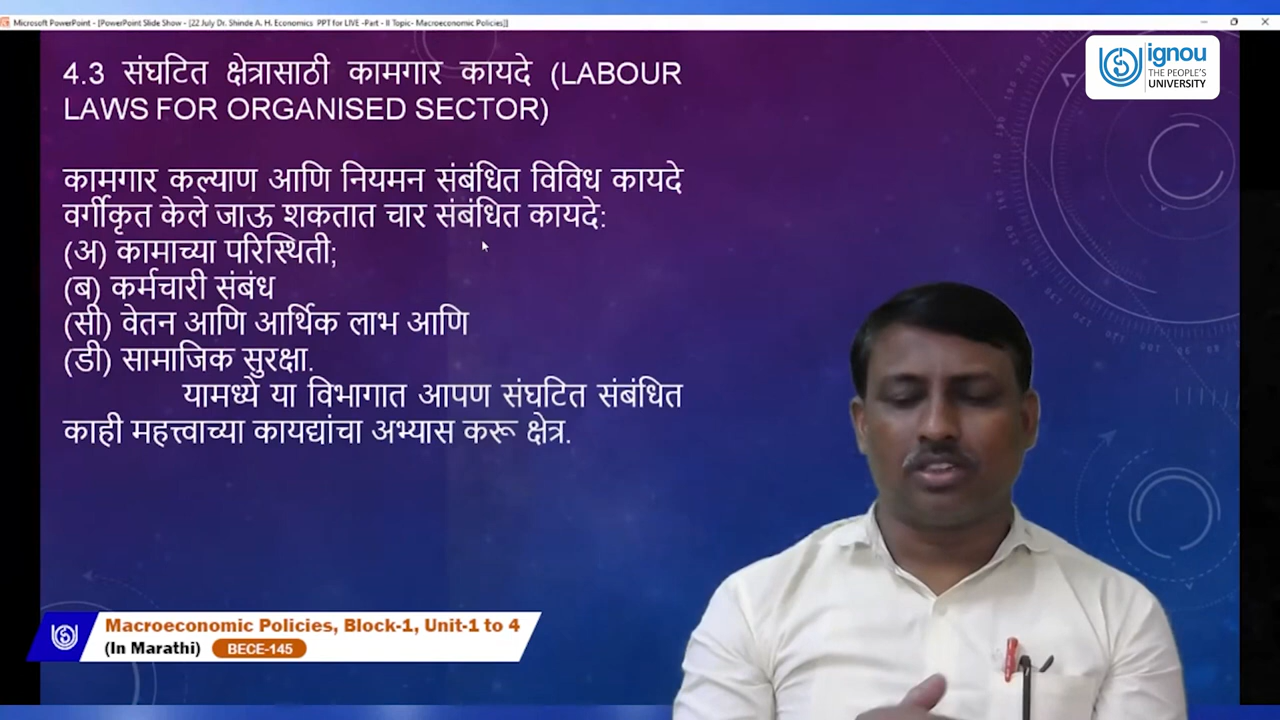 Microsoft PowerPoint - [PowerPoint Slide Show - [22 July Dr. Shinde A. H. Economics PPT for LIVE -Part - II Topic- Macroeconomic Policies]]
ignou
THE PEOPLE'S
UNIVERSITY
4.3 संघटित क्षेत्रासाठी कामगार कायदे (LABOUR
LAWS FOR ORGANISED SECTOR)
कामगार कल्याण आणि नियमन संबंधित विविध कायदे
वर्गीकृत केले जाऊ शकतात चार संबंधित कायदे:
(अ) कामाच्या परिस्थिती;
(ब) कर्मचारी संबंध
(सी) वेतन आणि आर्थिक लाभ आणि
(डी) सामाजिक सुरक्षा.
यामध्ये या विभागात आपण संघटित संबंधित
काही महत्त्वाच्या कायद्यांचा अभ्यास करू क्षेत्र.
Macroeconomic Policies, Block-1, Unit-1 to 4
(In Marathi) BECE-145